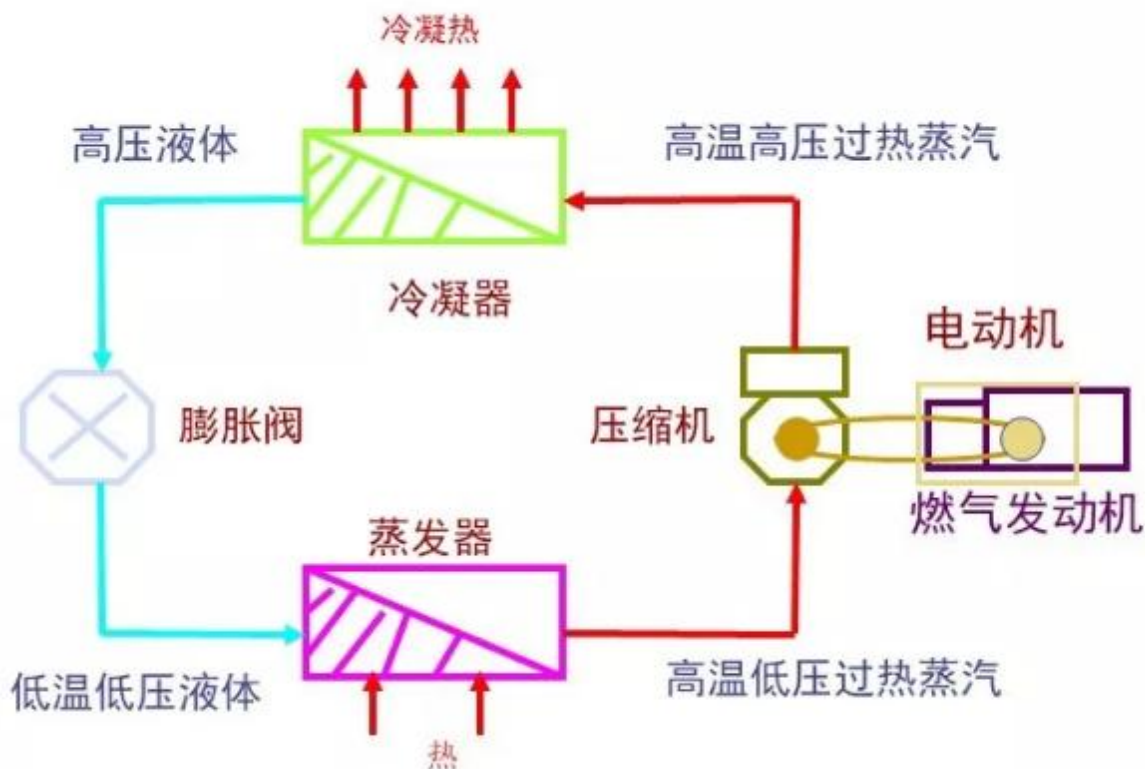 冷凝热
高压液体
高温高压过热蒸汽
冷凝器
电动机
膨胀阀
压缩机
燃气发动机
蒸发器
低温低压液体
高温低压过热蒸汽
热